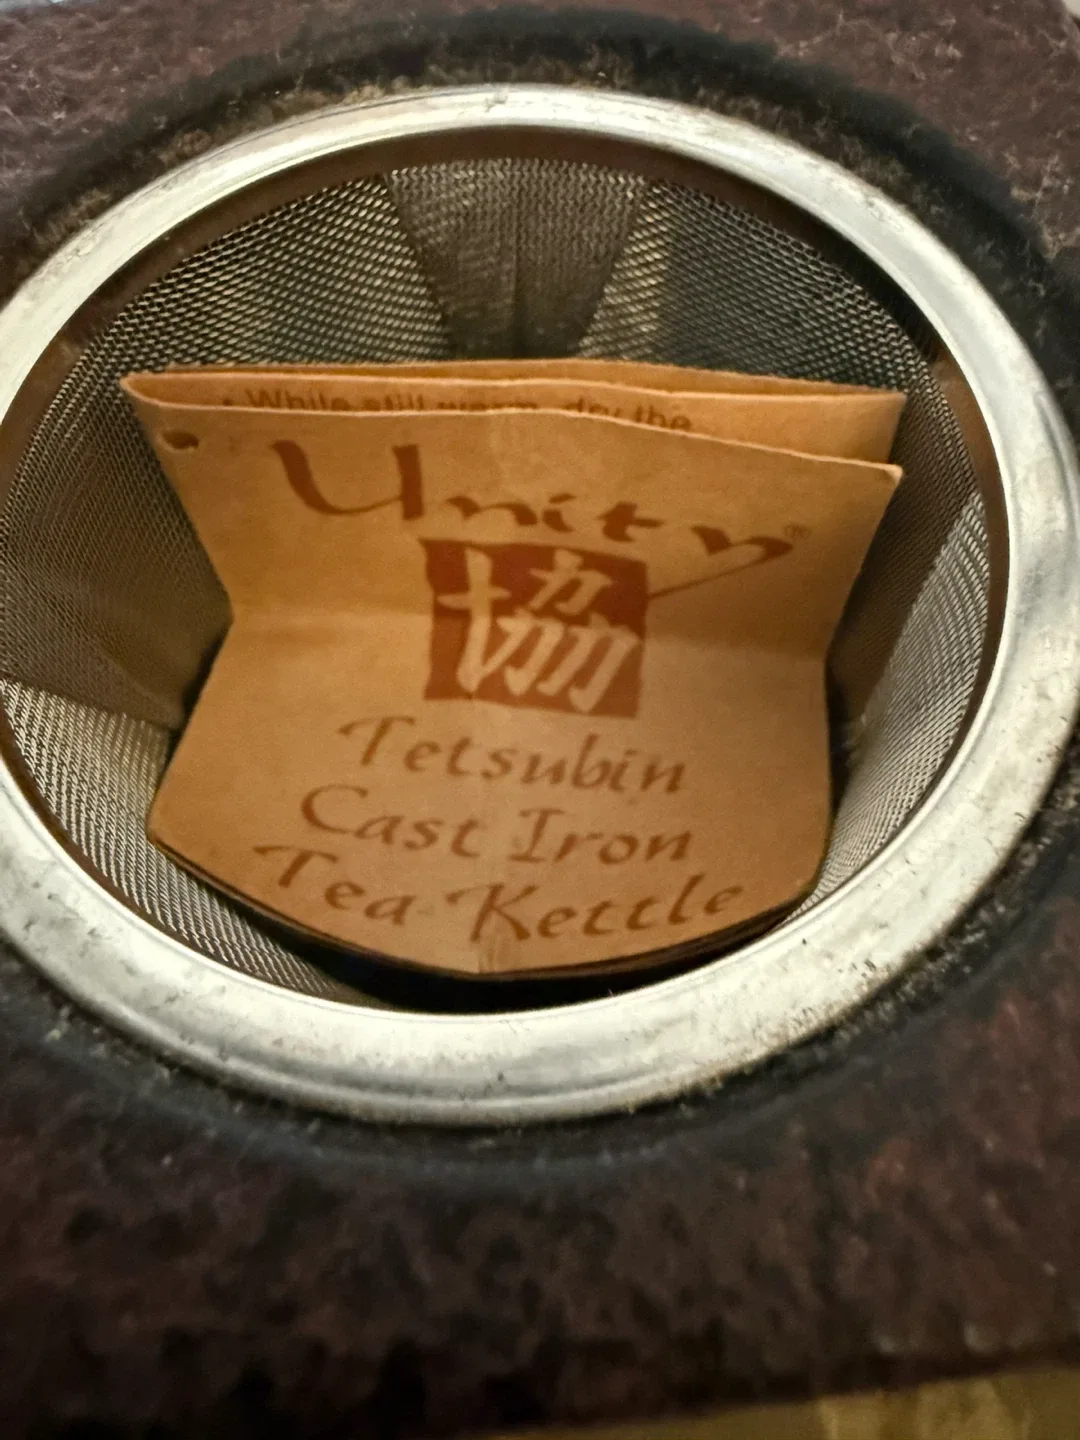 • While still warm, dry the
Unity®
協
Tetsubin
Cast Iron
Tea Kettle